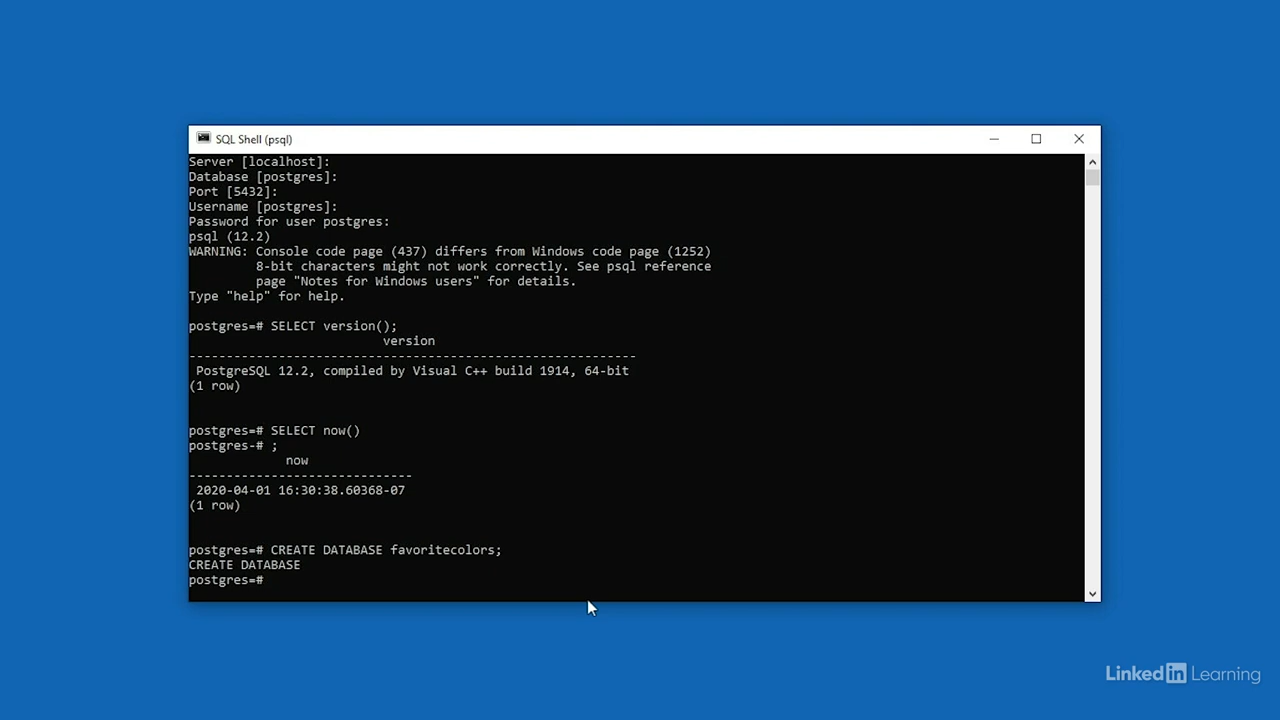 SQL Shell (psql)
Server [localhost]:
Database [postgres]:
Port [5432]:
Username [postgres]:
Password for user postgres:
psql (12.2)
WARNING: Console code page (437) differs from Windows code page (1252)
         8-bit characters might not work correctly. See psql reference
         page "Notes for Windows users" for details.
Type "help" for help.
postgres=# SELECT version();
                          version
------------------------------------------------------------
 PostgreSQL 12.2, compiled by Visual C++ build 1914, 64-bit
(1 row)
postgres=# SELECT now()
postgres-# ;
             now
------------------------------
 2020-04-01 16:30:38.60368-07
(1 row)
postgres=# CREATE DATABASE favoritecolors;
CREATE DATABASE
postgres=#
Linked in Learning